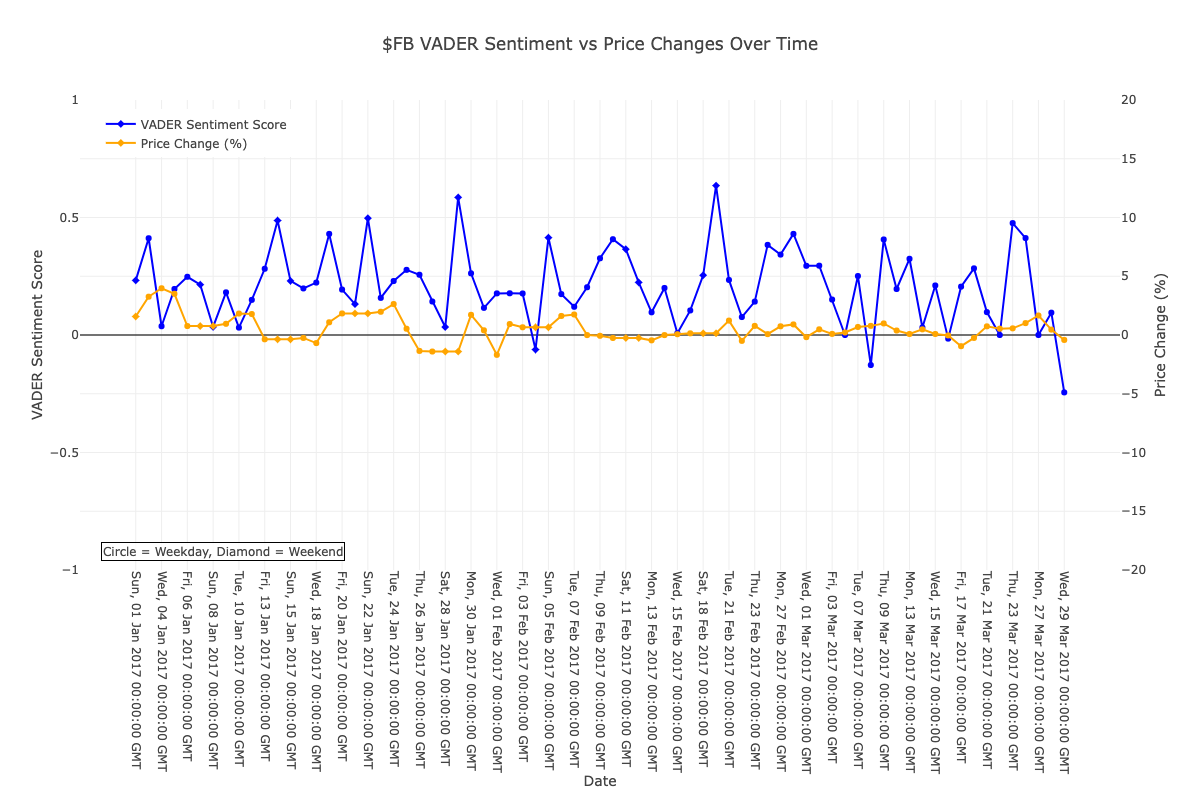 $FB VADER Sentiment vs Price Changes Over Time
VADER Sentiment Score
Price Change (%)
1
0.5
0
−0.5
−1
20
15
10
5
0
−5
−10
−15
−20
VADER Sentiment Score
Price Change (%)
Circle = Weekday, Diamond = Weekend
Sun, 01 Jan 2017 00:00:00 GMT
Wed, 04 Jan 2017 00:00:00 GMT
Fri, 06 Jan 2017 00:00:00 GMT
Sun, 08 Jan 2017 00:00:00 GMT
Tue, 10 Jan 2017 00:00:00 GMT
Fri, 13 Jan 2017 00:00:00 GMT
Sun, 15 Jan 2017 00:00:00 GMT
Wed, 18 Jan 2017 00:00:00 GMT
Fri, 20 Jan 2017 00:00:00 GMT
Sun, 22 Jan 2017 00:00:00 GMT
Tue, 24 Jan 2017 00:00:00 GMT
Thu, 26 Jan 2017 00:00:00 GMT
Sat, 28 Jan 2017 00:00:00 GMT
Mon, 30 Jan 2017 00:00:00 GMT
Wed, 01 Feb 2017 00:00:00 GMT
Fri, 03 Feb 2017 00:00:00 GMT
Sun, 05 Feb 2017 00:00:00 GMT
Tue, 07 Feb 2017 00:00:00 GMT
Thu, 09 Feb 2017 00:00:00 GMT
Sat, 11 Feb 2017 00:00:00 GMT
Mon, 13 Feb 2017 00:00:00 GMT
Wed, 15 Feb 2017 00:00:00 GMT
Sat, 18 Feb 2017 00:00:00 GMT
Tue, 21 Feb 2017 00:00:00 GMT
Thu, 23 Feb 2017 00:00:00 GMT
Mon, 27 Feb 2017 00:00:00 GMT
Wed, 01 Mar 2017 00:00:00 GMT
Fri, 03 Mar 2017 00:00:00 GMT
Tue, 07 Mar 2017 00:00:00 GMT
Thu, 09 Mar 2017 00:00:00 GMT
Mon, 13 Mar 2017 00:00:00 GMT
Wed, 15 Mar 2017 00:00:00 GMT
Fri, 17 Mar 2017 00:00:00 GMT
Tue, 21 Mar 2017 00:00:00 GMT
Thu, 23 Mar 2017 00:00:00 GMT
Mon, 27 Mar 2017 00:00:00 GMT
Wed, 29 Mar 2017 00:00:00 GMT
Date